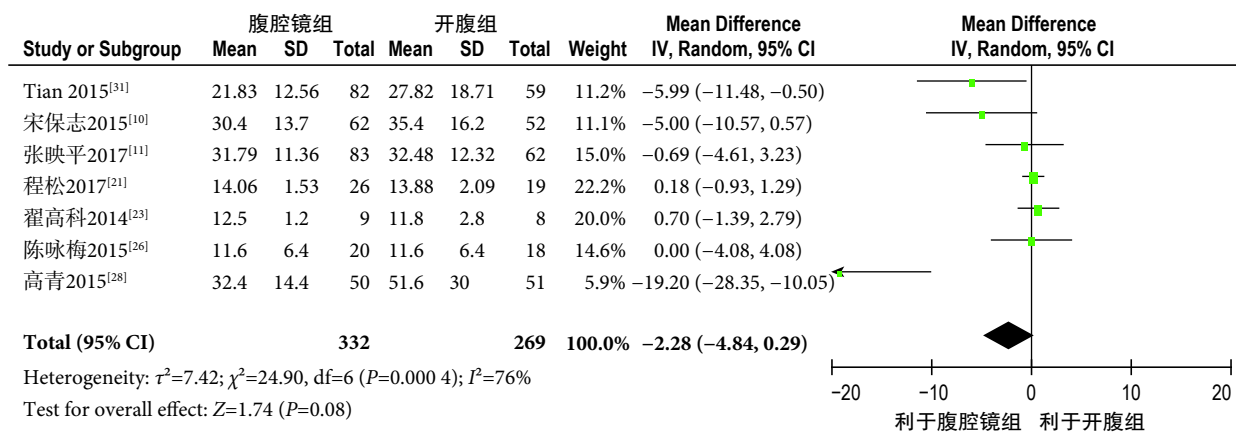 腹腔镜组 开腹组 Mean Difference Mean Difference
Study or Subgroup Mean SD Total Mean SD Total Weight IV, Random, 95% CI IV, Random, 95% CI
Tian 2015[31] 21.83 12.56 82 27.82 18.71 59 11.2% −5.99 (−11.48, −0.50)
宋保志2015[10] 30.4 13.7 62 35.4 16.2 52 11.1% −5.00 (−10.57, 0.57)
张映平2017[11] 31.79 11.36 83 32.48 12.32 62 15.0% −0.69 (−4.61, 3.23)
程松2017[21] 14.06 1.53 26 13.88 2.09 19 22.2% 0.18 (−0.93, 1.29)
翟高科2014[23] 12.5 1.2 9 11.8 2.8 8 20.0% 0.70 (−1.39, 2.79)
陈咏梅2015[26] 11.6 6.4 20 11.6 6.4 18 14.6% 0.00 (−4.08, 4.08)
高青2015[28] 32.4 14.4 50 51.6 30 51 5.9% −19.20 (−28.35, −10.05)
Total (95% CI) 332 269 100.0% −2.28 (−4.84, 0.29)
Heterogeneity: τ²=7.42; χ²=24.90, df=6 (P=0.000 4); I²=76%
Test for overall effect: Z=1.74 (P=0.08)
−20 −10 0 10 20
利于腹腔镜组 利于开腹组